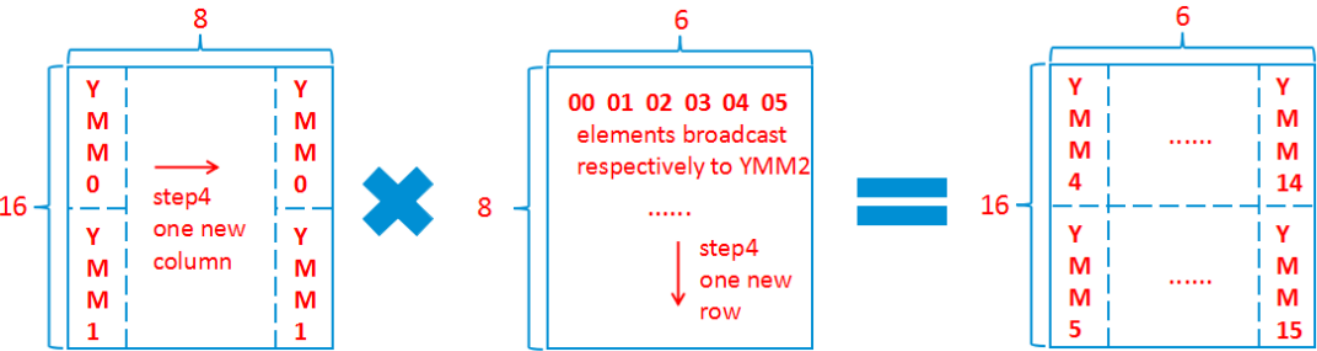 8
16
Y
M
M
0
Y
M
M
1
step4
one new
column
Y
M
M
0
Y
M
M
1
6
8
00 01 02 03 04 05
elements broadcast
respectively to YMM2
......
step4
one new
row
6
16
Y
M
M
4
Y
M
M
5
......
......
Y
M
M
14
Y
M
M
15